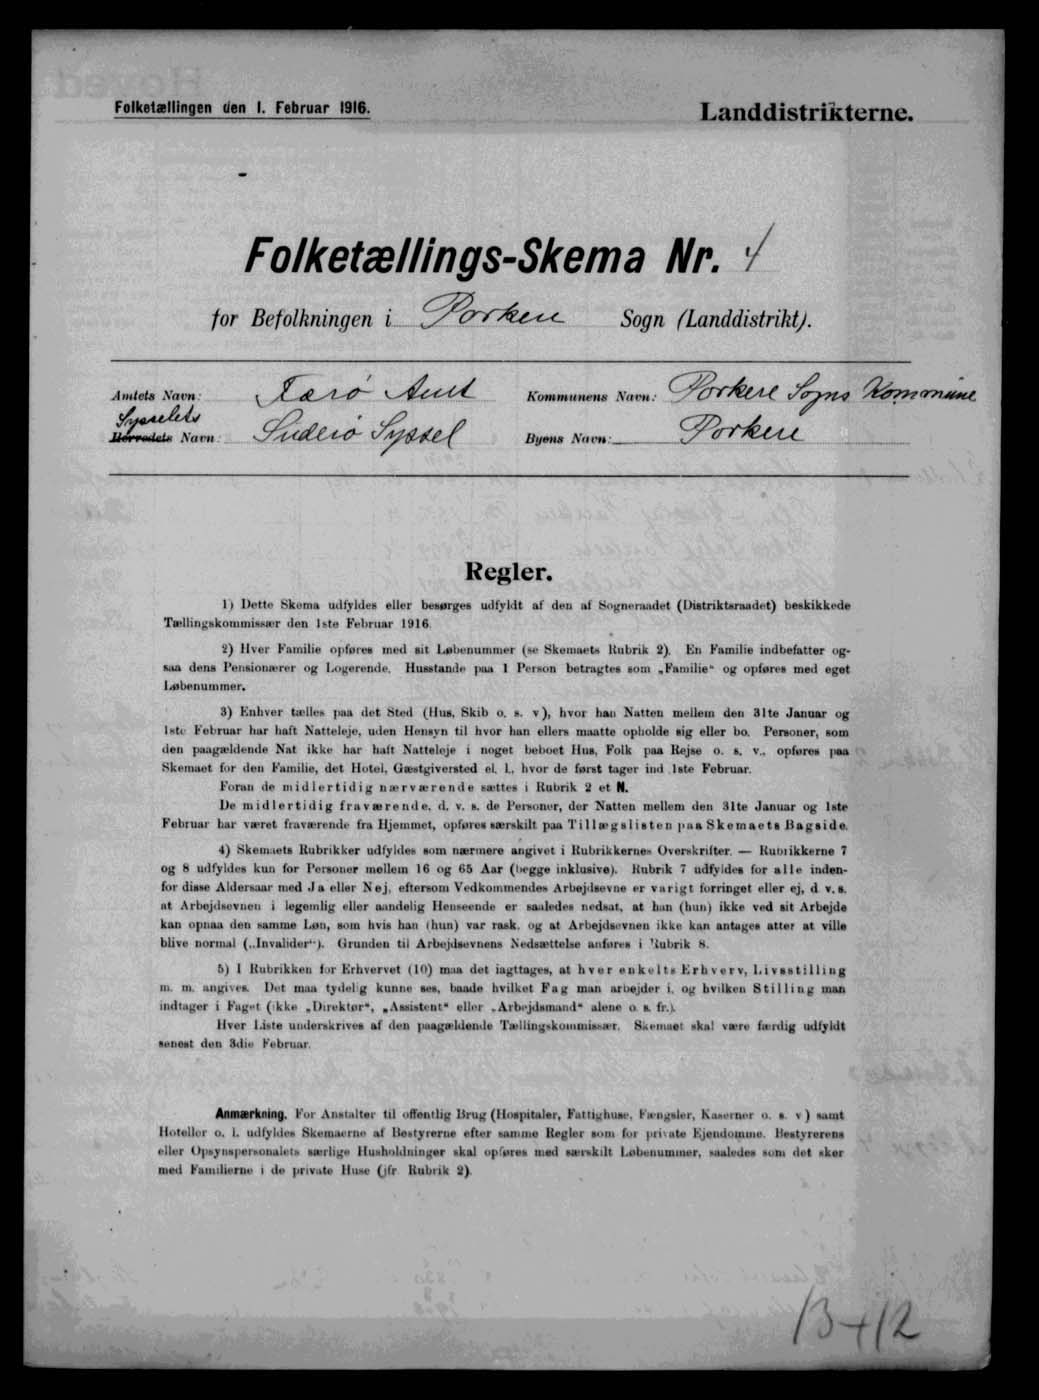 Folketællingen den 1. Februar 1916.
Landdistrikterne.
Folketællings-Skema Nr. 4
for Befolkningen i Porkere Sogn (Landdistrikt).
Amtets Navn: Færø Amt
Kommunens Navn: Porkere Sogns Kommune
Sysselets
Herredets Navn: Suderø Syssel
Byens Navn: Porkere
Regler.
1) Dette Skema udfyldes eller besørges udfyldt af den af Sogneraadet (Distriktsraadet) beskikkede
Tællingskommissær den 1ste Februar 1916.
2) Hver Familie opføres med sit Løbenummer (se Skemaets Rubrik 2). En Familie indbefatter og-
saa dens Pensionærer og Logerende. Husstande paa 1 Person betragtes som „Familie“ og opføres med eget
Løbenummer.
3) Enhver tælles paa det Sted (Hus, Skib o. s. v), hvor han Natten mellem den 31te Januar og
1ste Februar har haft Natteleje, uden Hensyn til hvor han ellers maatte opholde sig eller bo. Personer, som
den paagældende Nat ikke har haft Natteleje i noget beboet Hus, Folk paa Rejse o. s. v., opføres paa
Skemaet for den Familie, det Hotel, Gæstgiversted el. l., hvor de først tager ind 1ste Februar.
Foran de midlertidig nærværende sættes i Rubrik 2 et N.
De midlertidig fraværende, d. v. s. de Personer, der Natten mellem den 31te Januar og 1ste
Februar har været fraværende fra Hjemmet, opføres særskilt paa Tillægslisten paa Skemaets Bagside.
4) Skemaets Rubrikker udfyldes som nærmere angivet i Rubrikkernes Overskrifter. — Rubrikkerne 7
og 8 udfyldes kun for Personer mellem 16 og 65 Aar (begge inklusive). Rubrik 7 udfyldes for alle inden-
for disse Aldersaar med Ja eller Nej, eftersom Vedkommendes Arbejdsevne er varigt forringet eller ej, d. v. s.
at Arbejdsevnen i legemlig eller aandelig Henseende er saaledes nedsat, at han (hun) ikke ved sit Arbejde
kan opnaa den samme Løn, som hvis han (hun) var rask, og at Arbejdsevnen ikke kan antages atter at ville
blive normal („Invalider“). Grunden til Arbejdsevnens Nedsættelse anføres i Rubrik 8.
5) I Rubrikken for Erhvervet (10) maa det iagttages, at hver enkelts Erhverv, Livsstilling
m. m. angives. Det maa tydelig kunne ses, baade hvilket Fag man arbejder i, og hvilken Stilling man
indtager i Faget (ikke „Direktør“, „Assistent“ eller „Arbejdsmand“ alene o. s. fr.).
Hver Liste underskrives af den paagældende Tællingskommissær. Skemaet skal være færdig udfyldt
senest den 3die Februar.
Anmærkning. For Anstalter til offentlig Brug (Hospitaler, Fattighuse, Fængsler, Kaserner o. s. v) samt
Hoteller o. l. udfyldes Skemaerne af Bestyrerne efter samme Regler som for private Ejendomme. Bestyrerens
eller Opsynspersonalets særlige Husholdninger skal opføres med særskilt Løbenummer, saaledes som det sker
med Familierne i de private Huse (jfr. Rubrik 2).
13+12